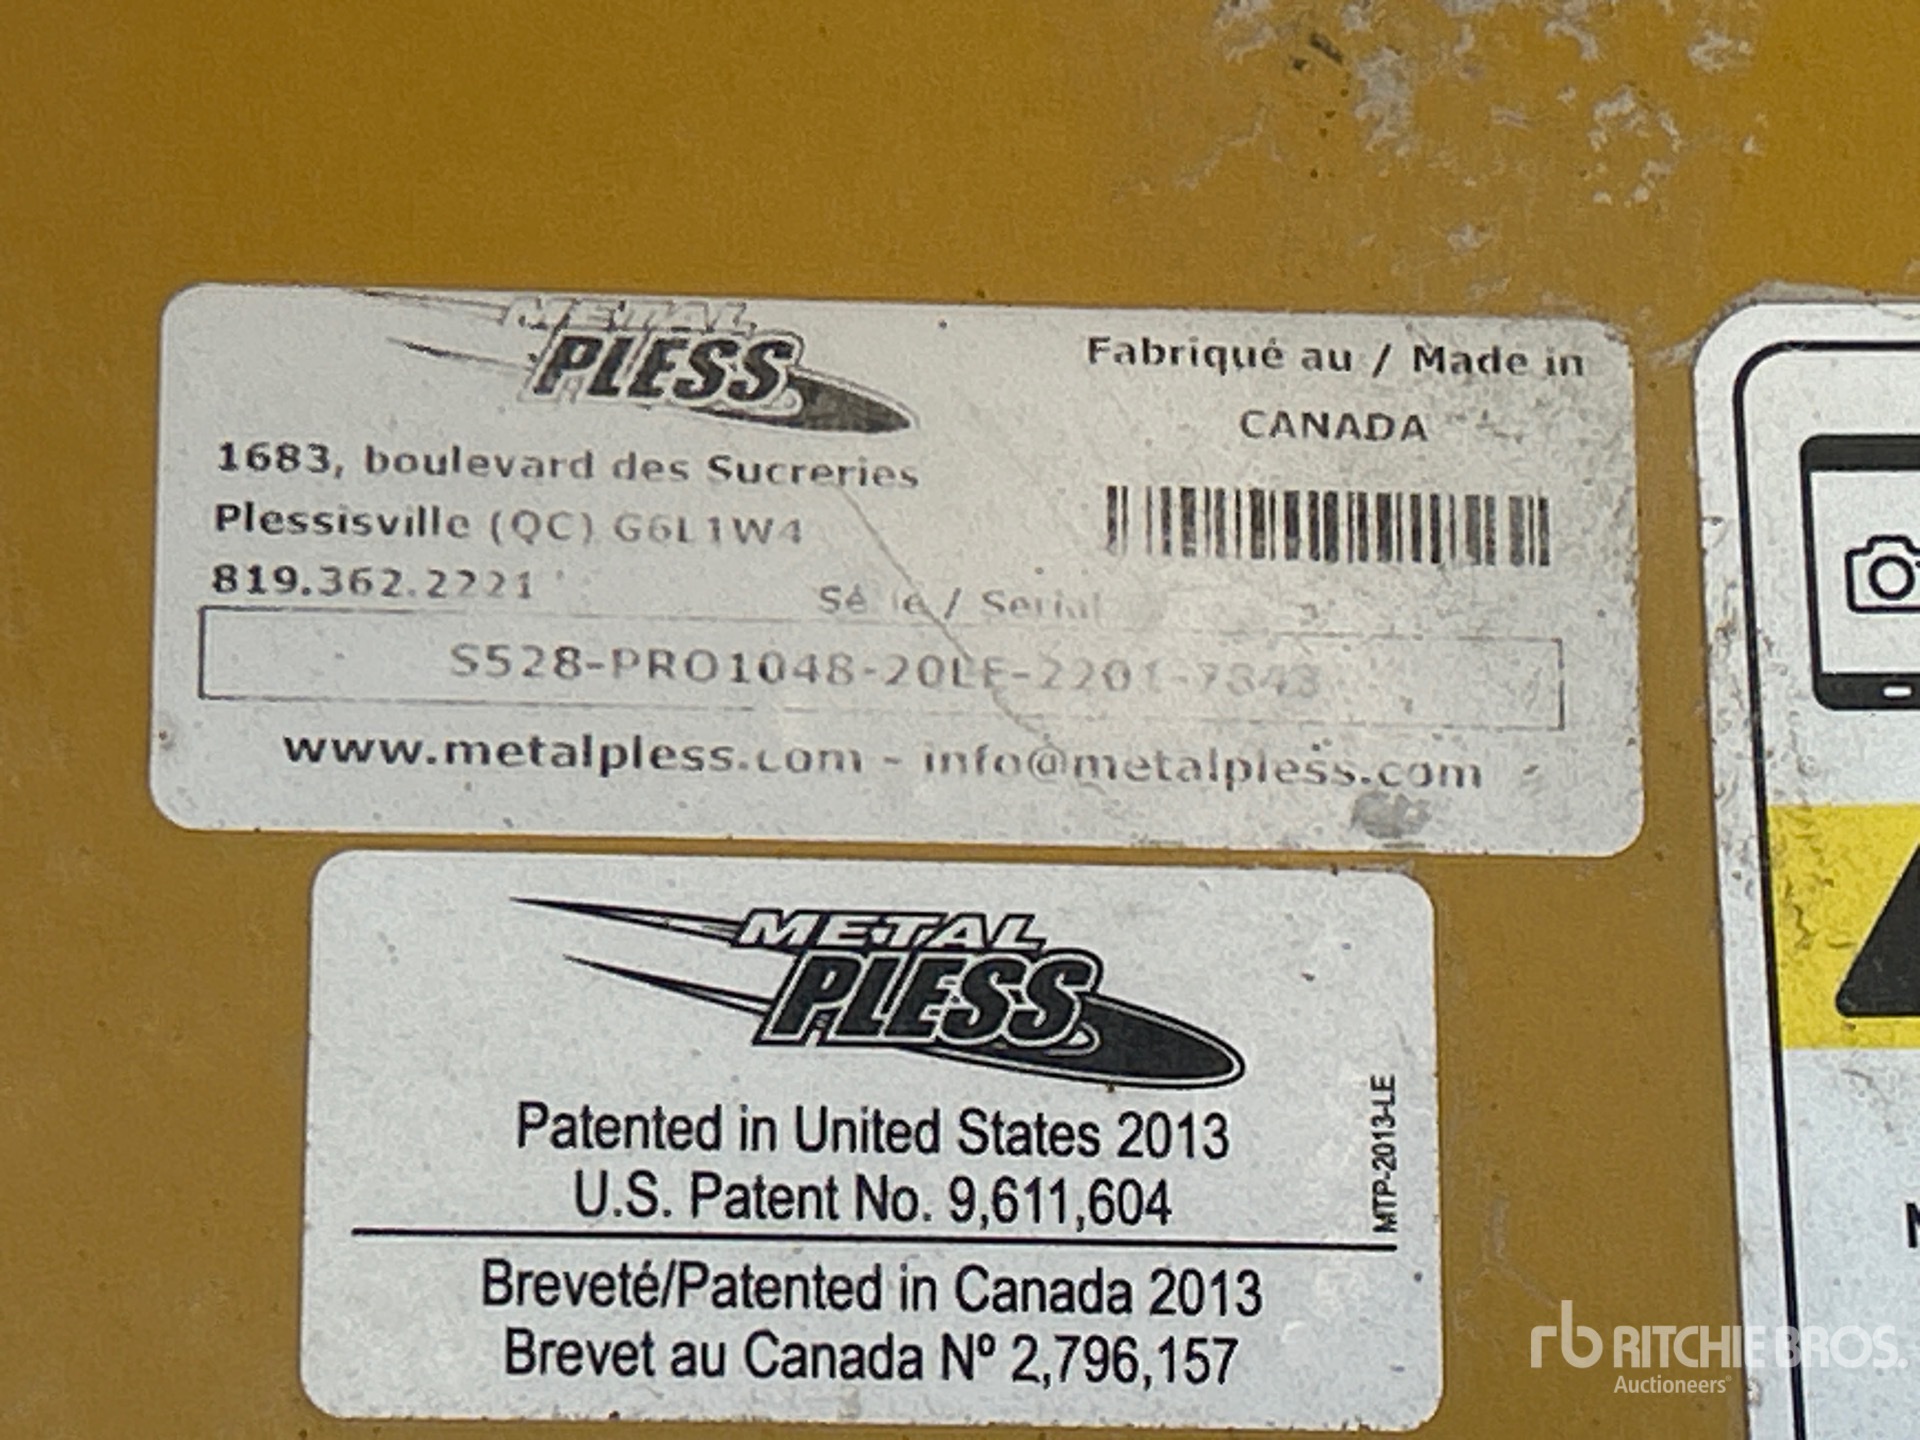 METAL
PLESS
Fabriqué au / Made in
CANADA
1683, boulevard des Sucreries
Plessisville (QC) G6L1W4
819.362.2221
Série / Serial
S528-PRO1048-20LE-2201-7343
www.metalpless.com - info@metalpless.com
METAL
PLESS
Patented in United States 2013
U.S. Patent No. 9,611,604
MTP-2013-LE
Breveté/Patented in Canada 2013
Brevet au Canada Nº 2,796,157
rb RITCHIE BROS.
Auctioneers